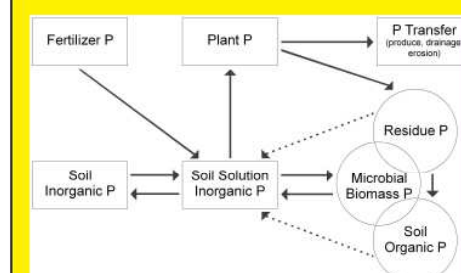 Fertilizer P
Plant P
P Transfer
(produce, drainage
erosion)
Residue P
Soil
Inorganic P
Soil Solution
Inorganic P
Microbial
Biomass P
Soil
Organic P